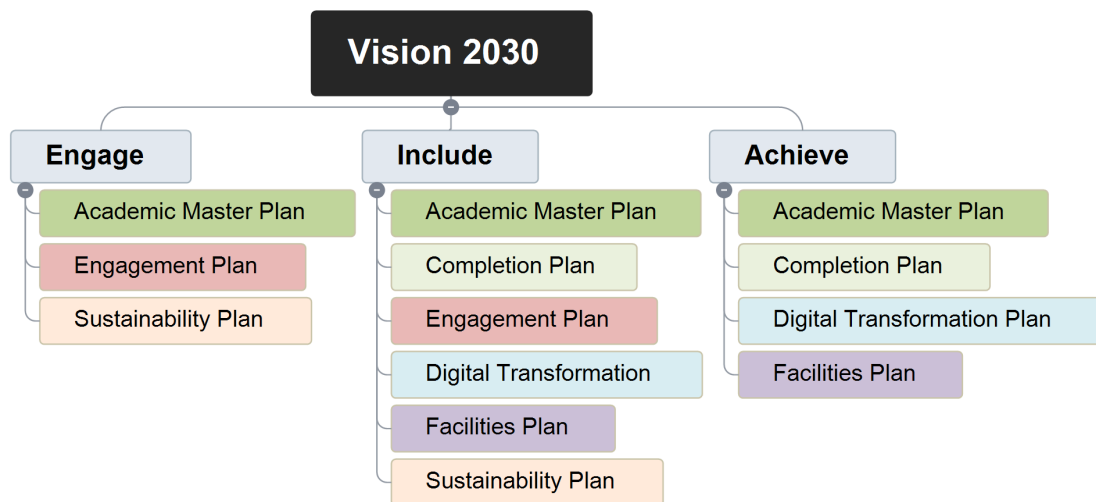 Vision 2030
Engage
Academic Master Plan
Engagement Plan
Sustainability Plan
Include
Academic Master Plan
Completion Plan
Engagement Plan
Digital Transformation
Facilities Plan
Sustainability Plan
Achieve
Academic Master Plan
Completion Plan
Digital Transformation Plan
Facilities Plan